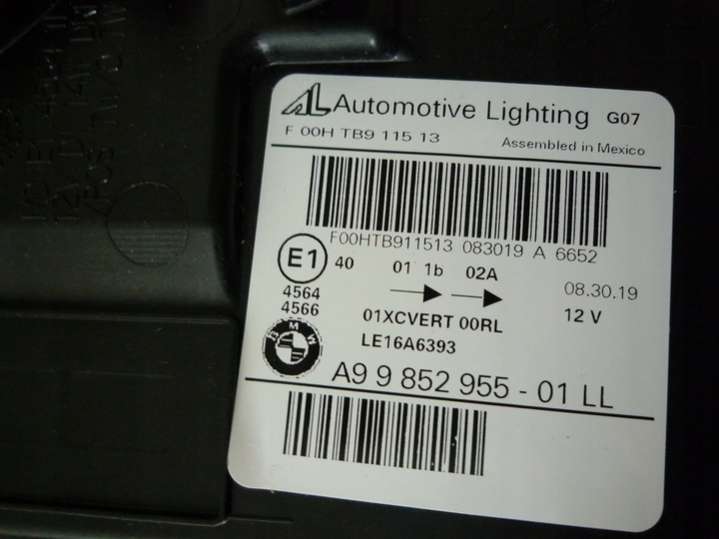 AL Automotive Lighting G07
F 00H TB9 115 13 Assembled in Mexico
F00HTB911513 083019 A 6652
E1 40 01 1b 02A
4564 08.30.19
4566 01XCVERT 00RL 12 V
BMW LE16A6393
A9 9 852 955 - 01 LL